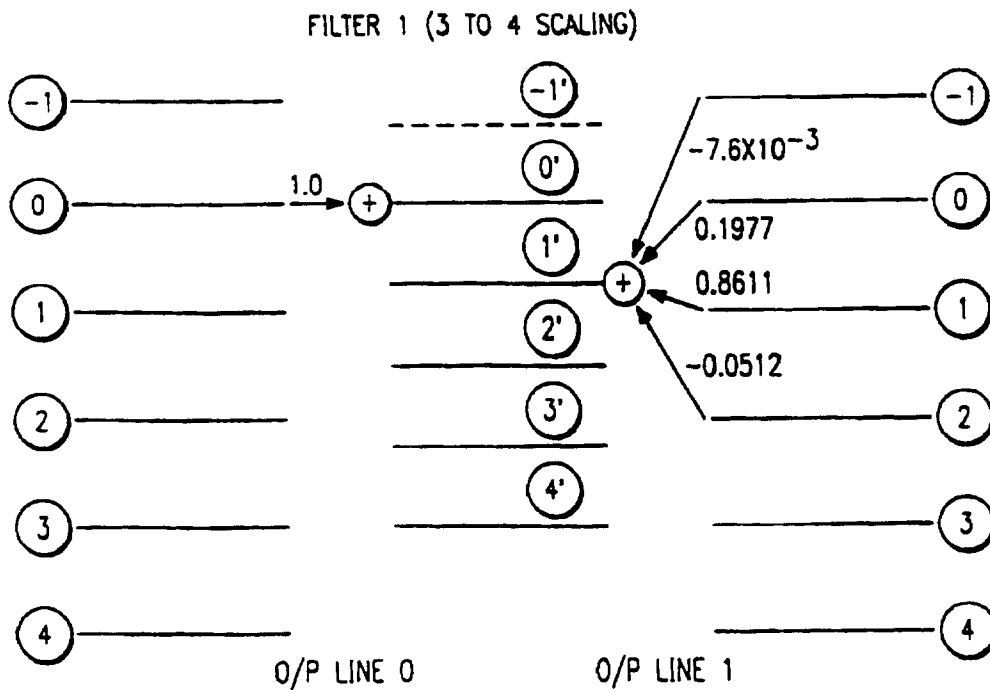 FILTER 1 (3 TO 4 SCALING)
-1 -1' -1
-7.6X10-3
0 1.0 + 0' 0
0.1977
1' +
0.8611
1 2' 1
-0.0512
2 3' 2
4'
3 3
4 4
O/P LINE 0 O/P LINE 1